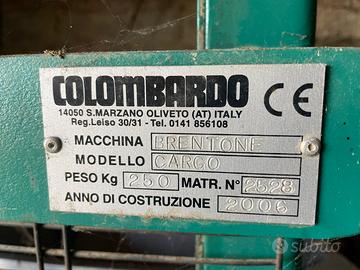 COLOMBARDO
CE
14050 S.MARZANO OLIVETO (AT) ITALY
Reg.Leiso 30/31 - Tel. 0141 856108
MACCHINA BRENTONE
MODELLO CARGO
PESO Kg 250 MATR. N° 2528
ANNO DI COSTRUZIONE 2006
subito